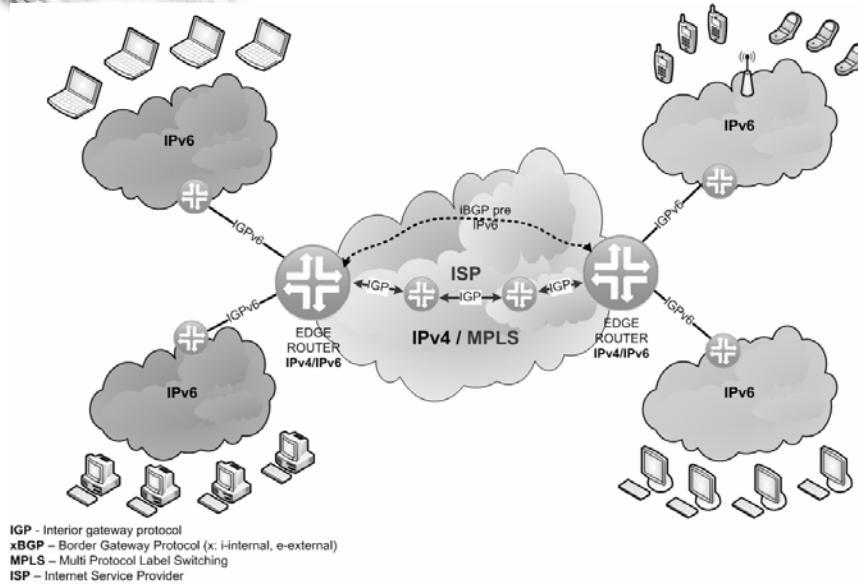 IPv6
IPv6
IGPv6
IGPv6
iBGP pre
IPv6
ISP
IGP
IGP
IGP
IPv4 / MPLS
EDGE
ROUTER
IPv4/IPv6
EDGE
ROUTER
IPv4/IPv6
IGPv6
IGPv6
IPv6
IPv6
IGP - Interior gateway protocol
xBGP – Border Gateway Protocol (x: i-internal, e-external)
MPLS – Multi Protocol Label Switching
ISP – Internet Service Provider